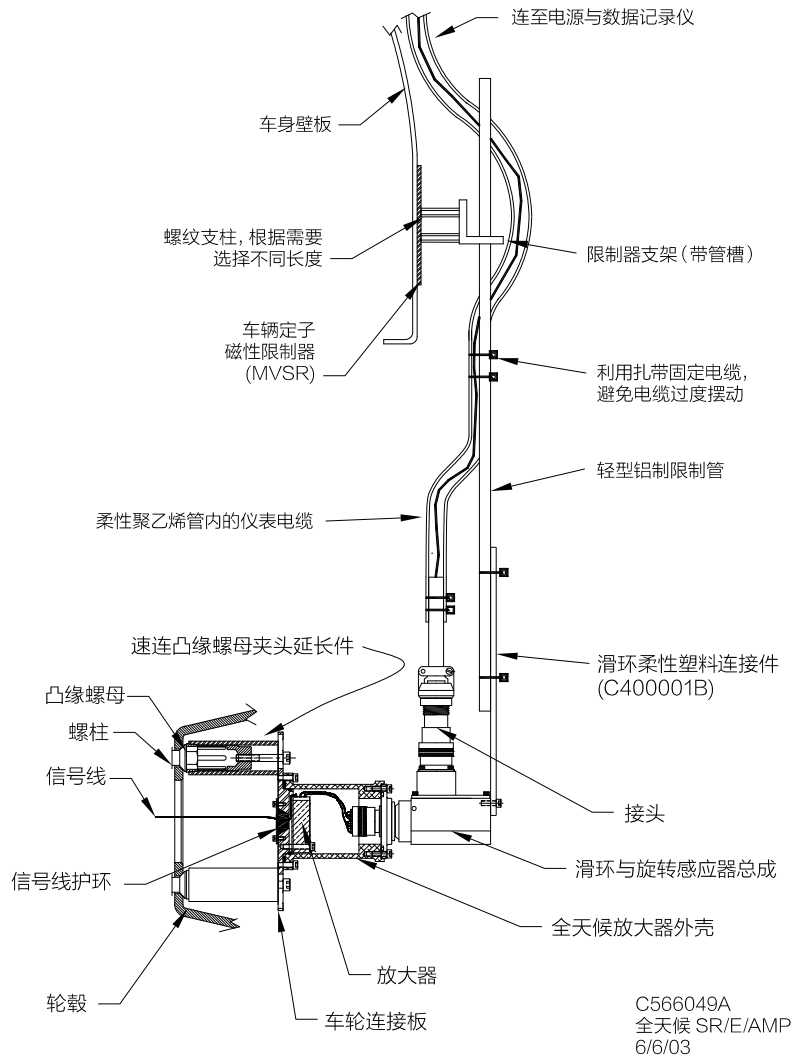 连至电源与数据记录仪
车身壁板
螺纹支柱，根据需要
选择不同长度
限制器支架（带管槽）
车辆定子
磁性限制器
(MVSR)
利用扎带固定电缆，
避免电缆过度摆动
轻型铝制限制管
柔性聚乙烯管内的仪表电缆
速连凸缘螺母夹头延长件
滑环柔性塑料连接件
(C400001B)
凸缘螺母
螺柱
信号线
接头
滑环与旋转感应器总成
信号线护环
全天候放大器外壳
放大器
轮毂
车轮连接板
C566049A
全天候 SR/E/AMP
6/6/03